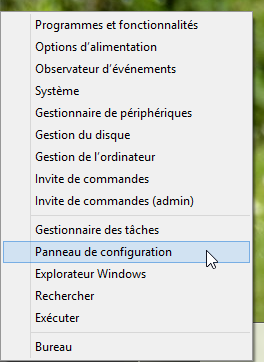 Programmes et fonctionnalités
Options d'alimentation
Observateur d'événements
Système
Gestionnaire de périphériques
Gestion du disque
Gestion de l'ordinateur
Invite de commandes
Invite de commandes (admin)
Gestionnaire des tâches
Panneau de configuration
Explorateur Windows
Rechercher
Exécuter
Bureau